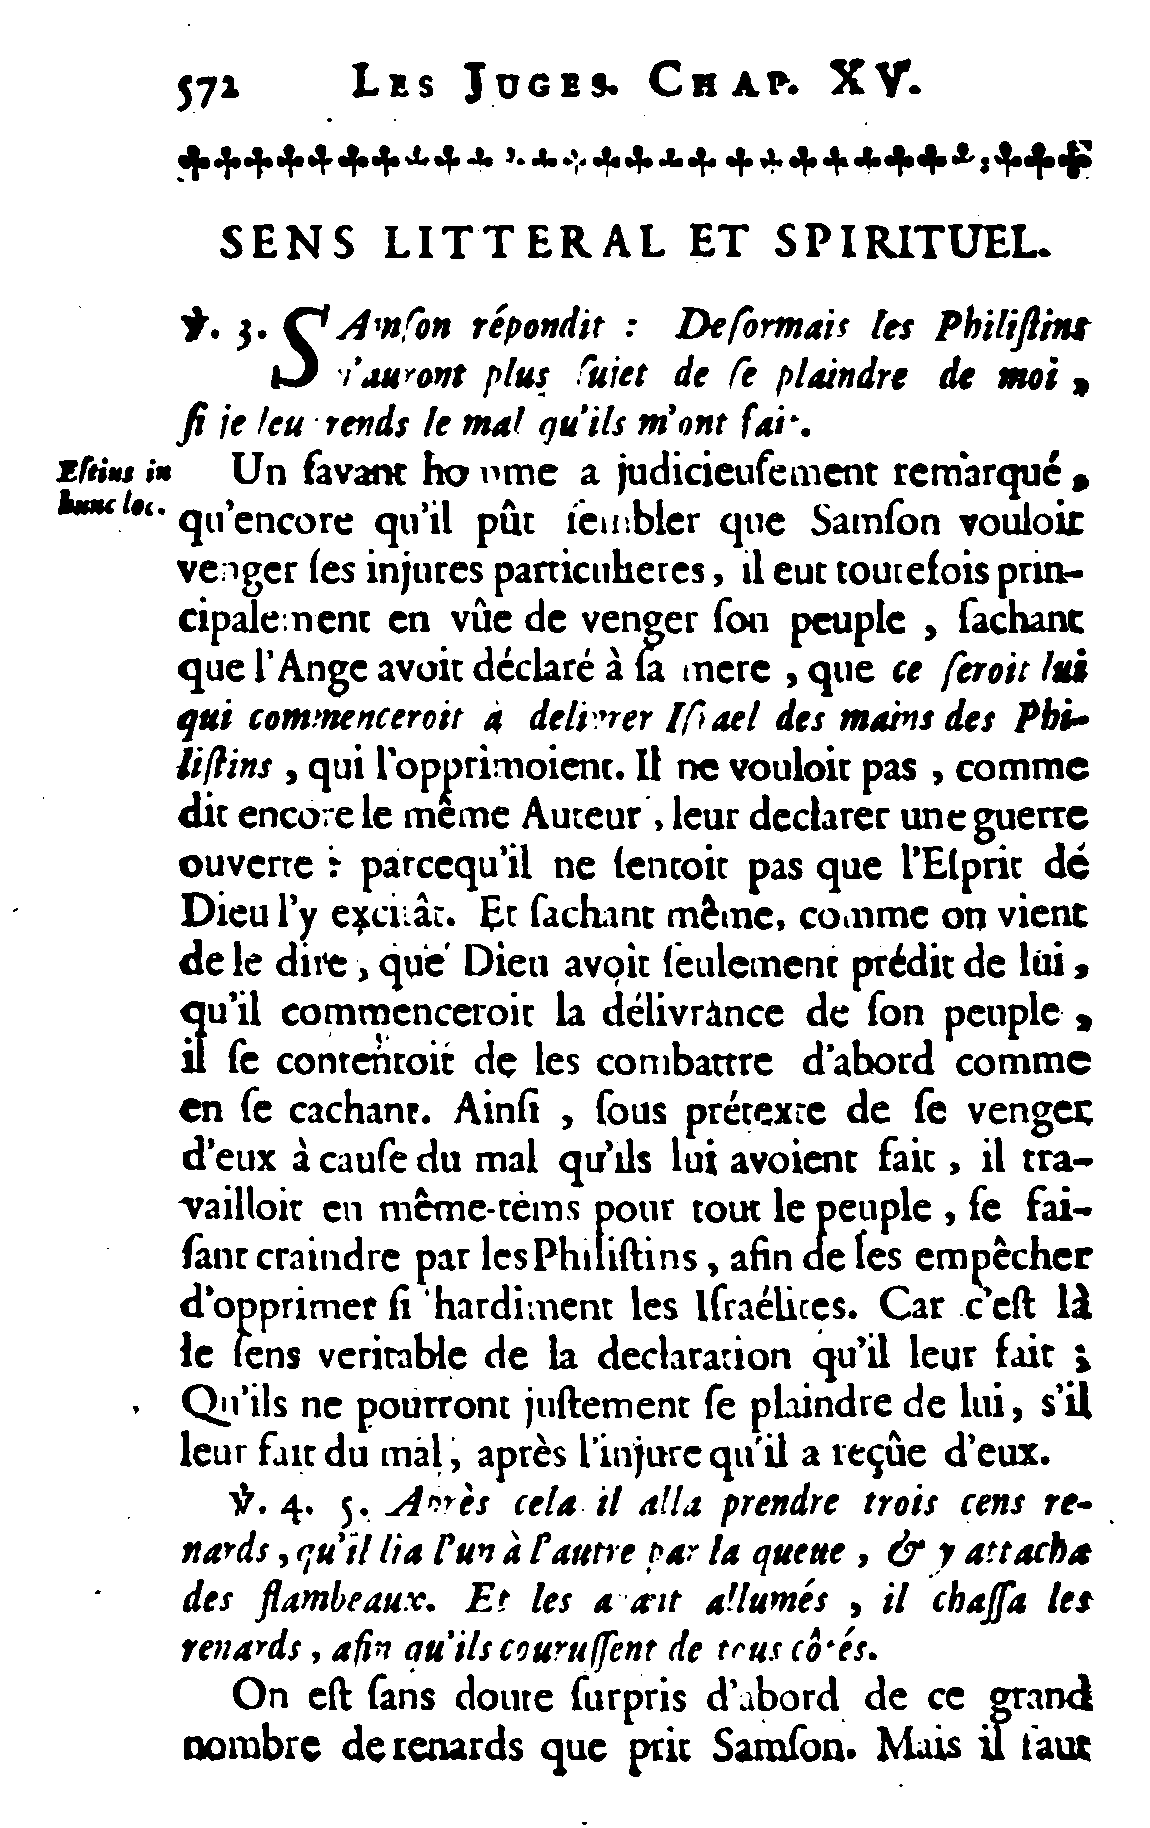 572 LES JUGES. CHAP. XV.
SENS LITTERAL ET SPIRITUEL.
℣. 3. SAmſon répondit : Deſormais les Philiſtins
n'auront plus ſujet de ſe plaindre de moi,
ſi je leur rends le mal qu'ils m'ont fait.
Eſtius in
hunc loc.
Un ſavant homme a judicieuſement remarqué,
qu'encore qu'il pût ſembler que Samſon vouloit
venger ſes injures particulieres, il eut toutefois prin-
cipalement en vûe de venger ſon peuple, ſachant
que l'Ange avoit déclaré à ſa mere, que ce ſeroit lui
qui commenceroit à delivrer Iſrael des mains des Phi-
liſtins, qui l'opprimoient. Il ne vouloit pas, comme
dit encore le même Auteur, leur declarer une guerre
ouverte : parcequ'il ne ſentoit pas que l'Eſprit de
Dieu l'y excitât. Et ſachant même, comme on vient
de le dire, que Dieu avoit ſeulement prédit de lui,
qu'il commenceroit la délivrance de ſon peuple,
il ſe contentoit de les combattre d'abord comme
en ſe cachant. Ainſi, ſous prétexte de ſe venger
d'eux à cauſe du mal qu'ils lui avoient fait, il tra-
vailloit en même-tems pour tout le peuple, ſe fai-
ſant craindre par les Philiſtins, afin de les empêcher
d'opprimer ſi hardiment les Iſraélites. Car c'eſt là
le ſens veritable de la declaration qu'il leur fait ;
Qu'ils ne pourront juſtement ſe plaindre de lui, s'il
leur fait du mal, après l'injure qu'il a reçûe d'eux.
℣. 4. 5. Après cela il alla prendre trois cens re-
nards, qu'il lia l'un à l'autre par la queue, & y attacha
des flambeaux. Et les aïant allumés, il chaſſa les
renards, afin qu'ils couruſſent de tous côtés.
On eſt ſans doute ſurpris d'abord de ce grand
nombre de renards que prit Samſon. Mais il faut